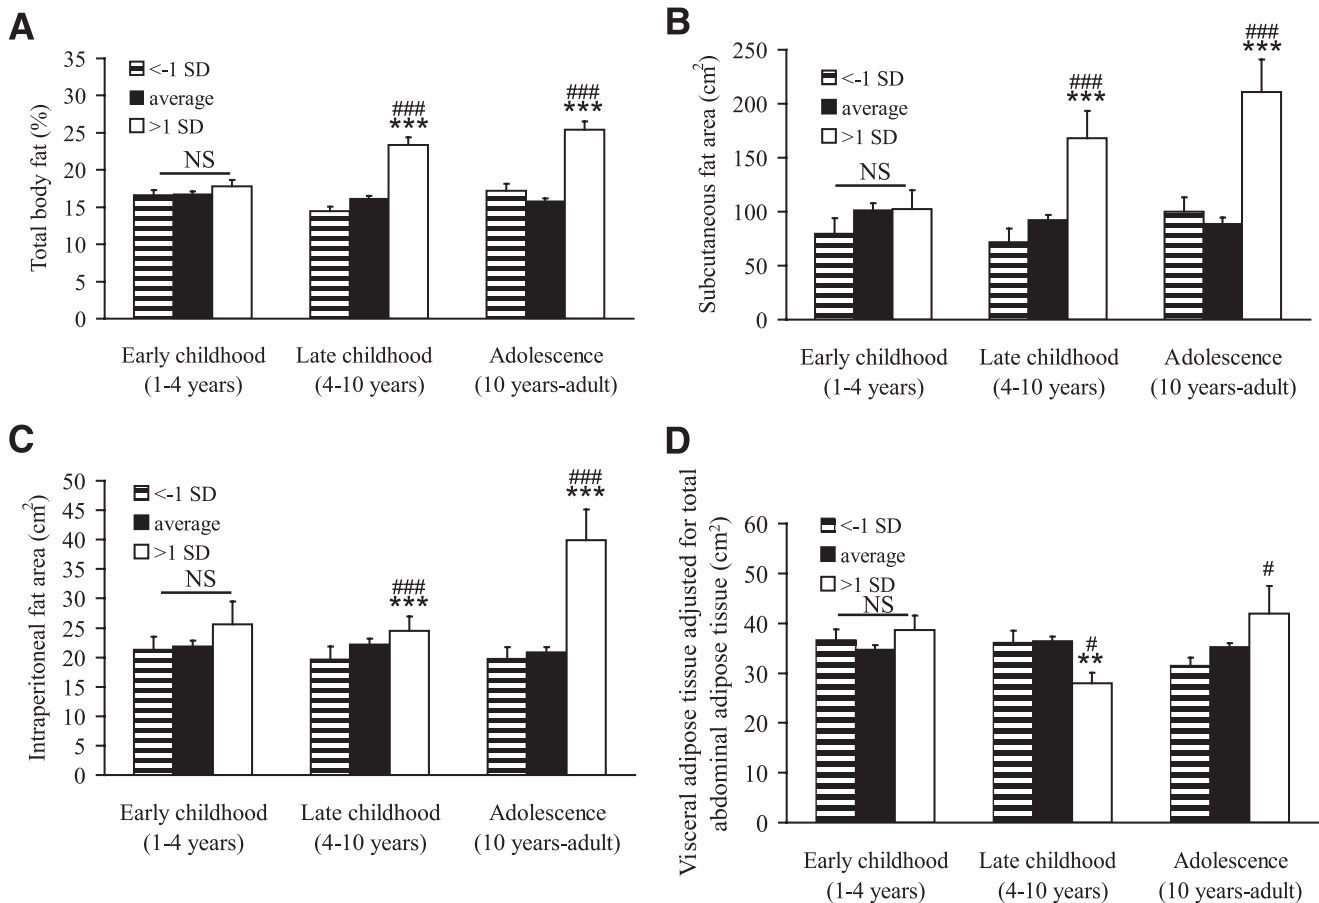 A
Total body fat (%)
35
30
25
20
15
10
5
0
<-1 SD
average
>1 SD
NS
###
***
###
***
Early childhood
(1-4 years)
Late childhood
(4-10 years)
Adolescence
(10 years-adult)
B
Subcutaneous fat area (cm²)
250
200
150
100
50
0
<-1 SD
average
>1 SD
NS
###
***
###
***
Early childhood
(1-4 years)
Late childhood
(4-10 years)
Adolescence
(10 years-adult)
C
Intraperitoneal fat area (cm²)
50
45
40
35
30
25
20
15
10
5
0
<-1 SD
average
>1 SD
NS
###
***
###
***
Early childhood
(1-4 years)
Late childhood
(4-10 years)
Adolescence
(10 years-adult)
D
Visceral adipose tissue adjusted for total
abdominal adipose tissue (cm²)
60
50
40
30
20
10
0
<-1 SD
average
>1 SD
NS
#
**
#
Early childhood
(1-4 years)
Late childhood
(4-10 years)
Adolescence
(10 years-adult)